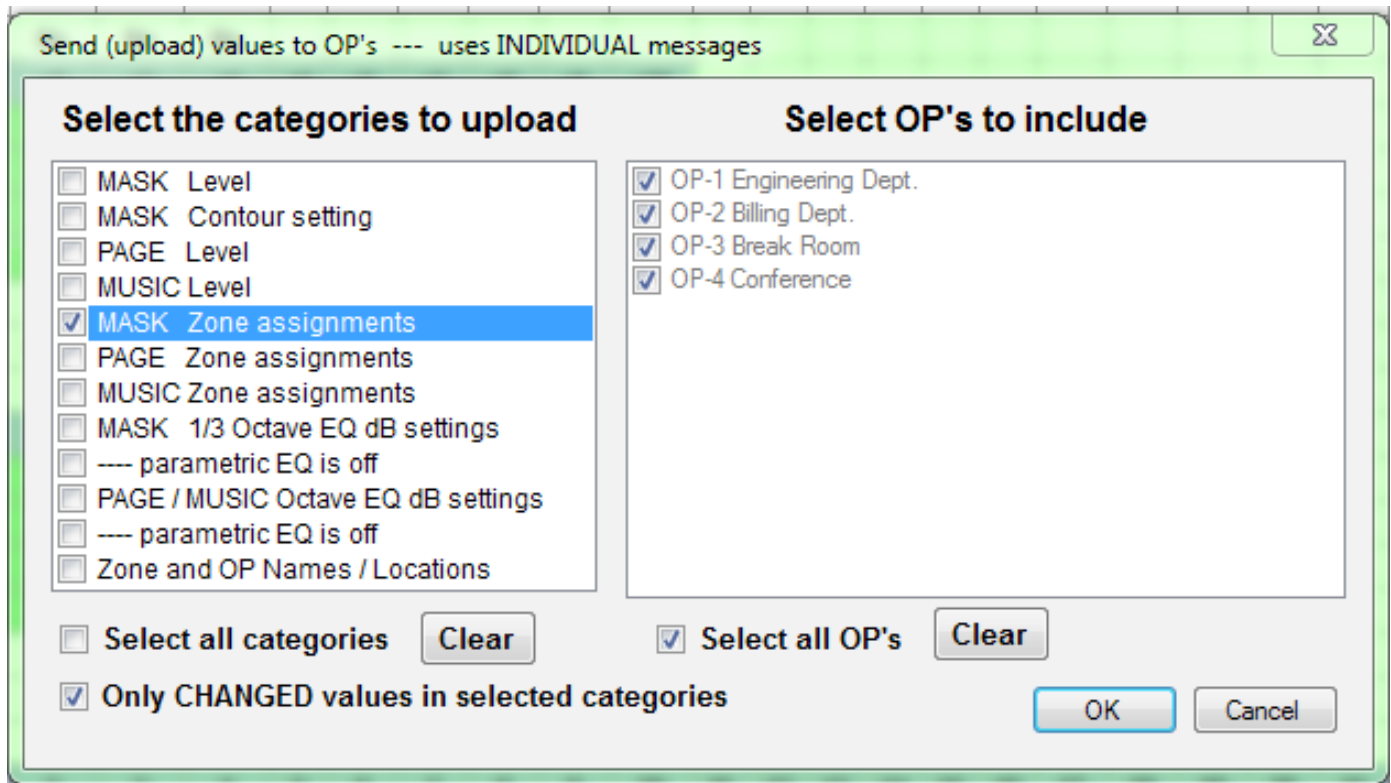 Send (upload) values to OP's --- uses INDIVIDUAL messages
Select the categories to upload
MASK Level
MASK Contour setting
PAGE Level
MUSIC Level
MASK Zone assignments
PAGE Zone assignments
MUSIC Zone assignments
MASK 1/3 Octave EQ dB settings
---- parametric EQ is off
PAGE / MUSIC Octave EQ dB settings
---- parametric EQ is off
Zone and OP Names / Locations
Select all categories
Clear
Only CHANGED values in selected categories
Select OP's to include
OP-1 Engineering Dept.
OP-2 Billing Dept.
OP-3 Break Room
OP-4 Conference
Select all OP's
Clear
OK
Cancel